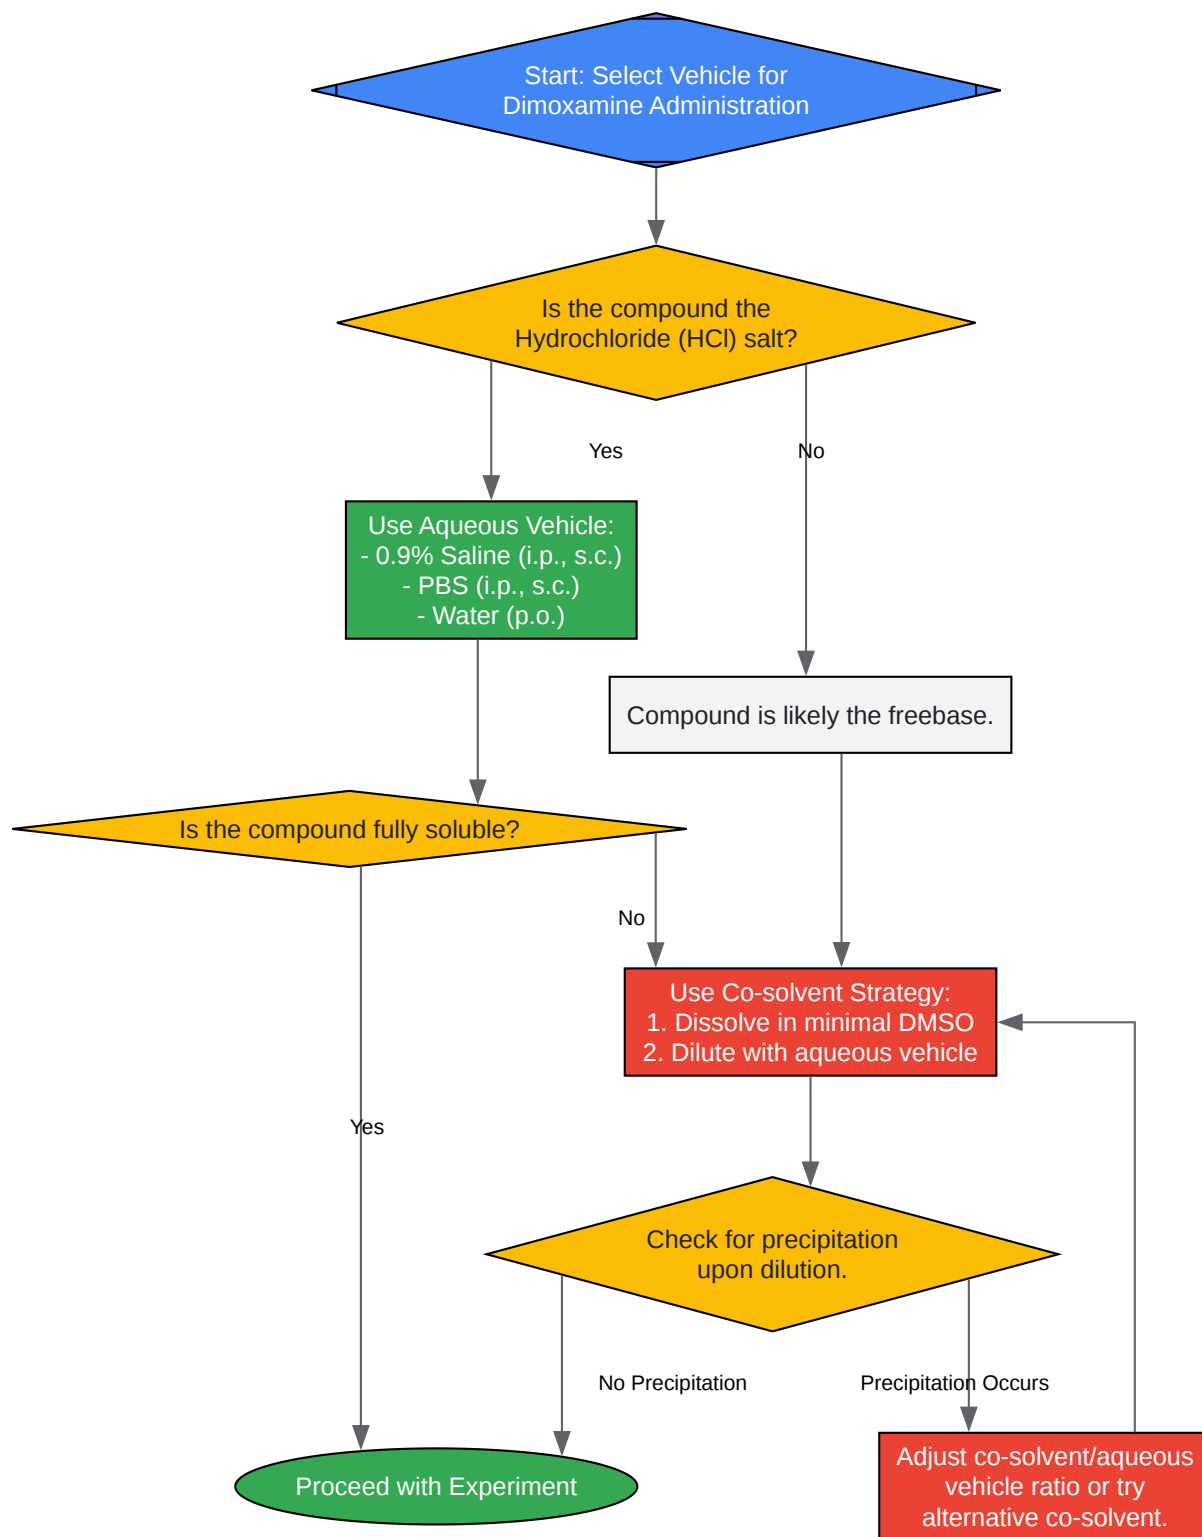 Start: Select Vehicle for
Dimoxamine Administration
Is the compound the
Hydrochloride (HCl) salt?
Yes
No
Use Aqueous Vehicle:
- 0.9% Saline (i.p., s.c.)
- PBS (i.p., s.c.)
- Water (p.o.)
Compound is likely the freebase.
Is the compound fully soluble?
No
Use Co-solvent Strategy:
1. Dissolve in minimal DMSO
2. Dilute with aqueous vehicle
Yes
Check for precipitation
upon dilution.
No Precipitation
Precipitation Occurs
Proceed with Experiment
Adjust co-solvent/aqueous
vehicle ratio or try
alternative co-solvent.